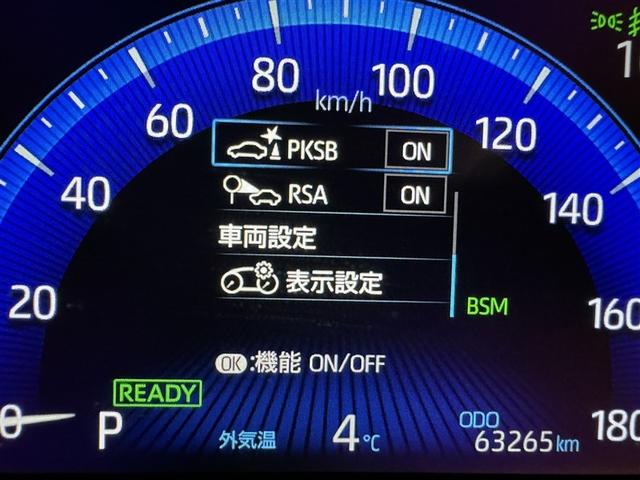 80
100
km/h
60
120
PKSB ON
40
RSA ON
140
車両設定
表示設定
20
BSM
160
OK:機能 ON/OFF
READY
0
P
外気温
4℃
ODO
63265km
180